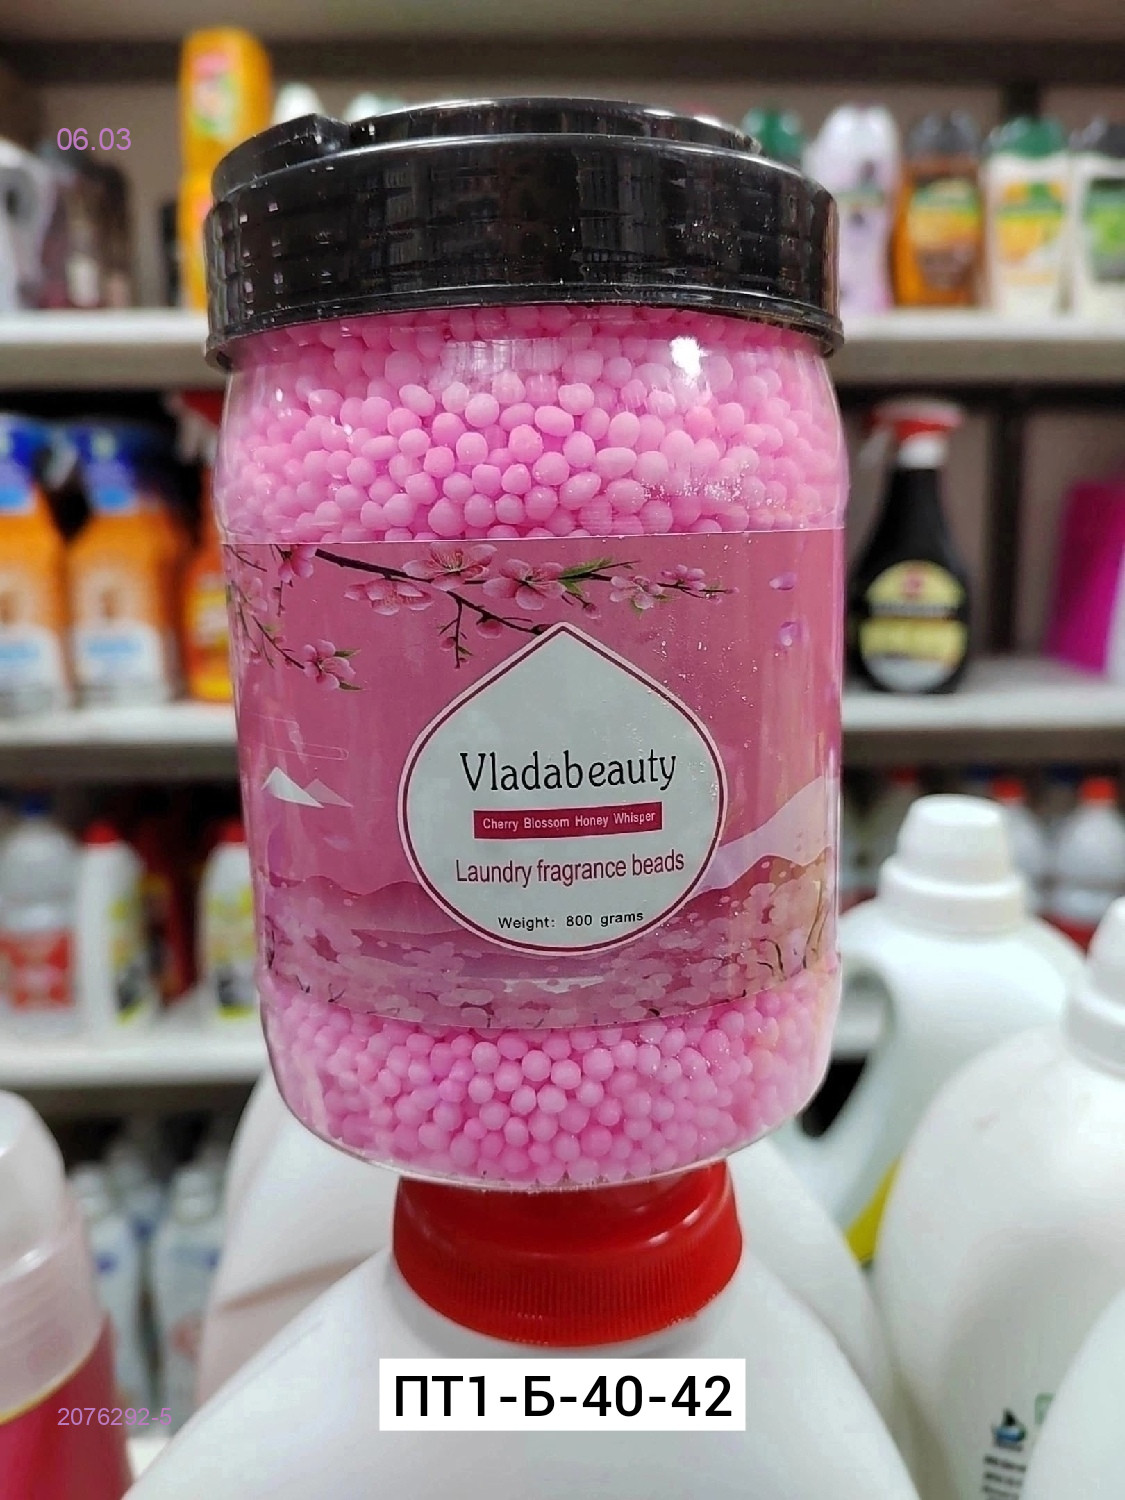 06.03
Vladabeauty
Cherry Blossom Honey Whisper
Laundry fragrance beads
Weight: 800 grams
ПТ1-Б-40-42
2076292-5